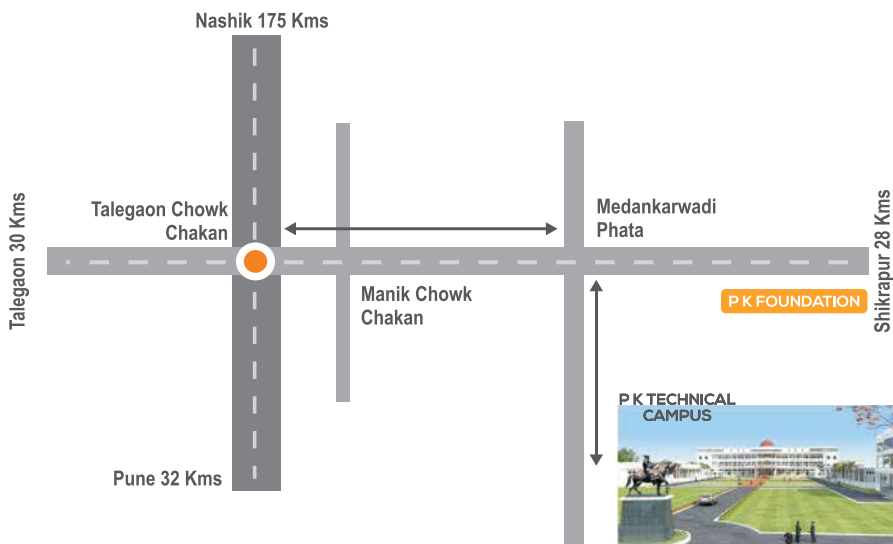 Nashik 175 Kms
Talegaon 30 Kms
Talegaon Chowk
Chakan
Medankarwadi
Phata
Shikrapur 28 Kms
Manik Chowk
Chakan
P K FOUNDATION
P K TECHNICAL
CAMPUS
Pune 32 Kms